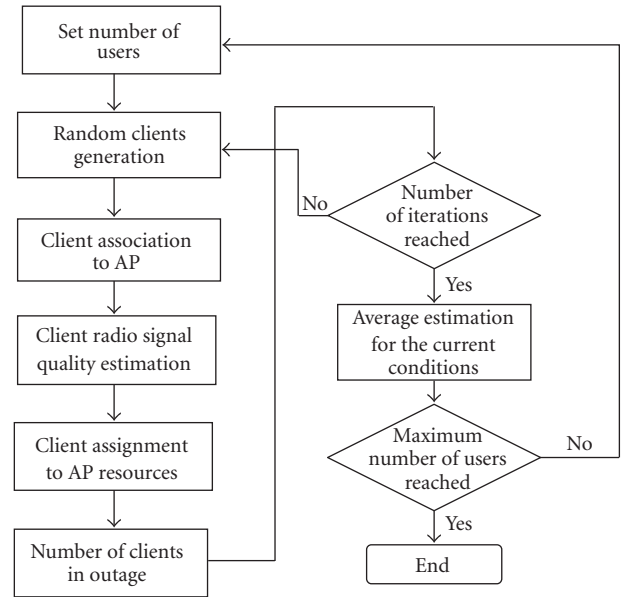 Set number of
users
Random clients
generation
Client association
to AP
Client radio signal
quality estimation
Client assignment
to AP resources
Number of clients
in outage
Number
of iterations
reached
No
Yes
Average estimation
for the current
conditions
Maximum
number of users
reached
No
Yes
End